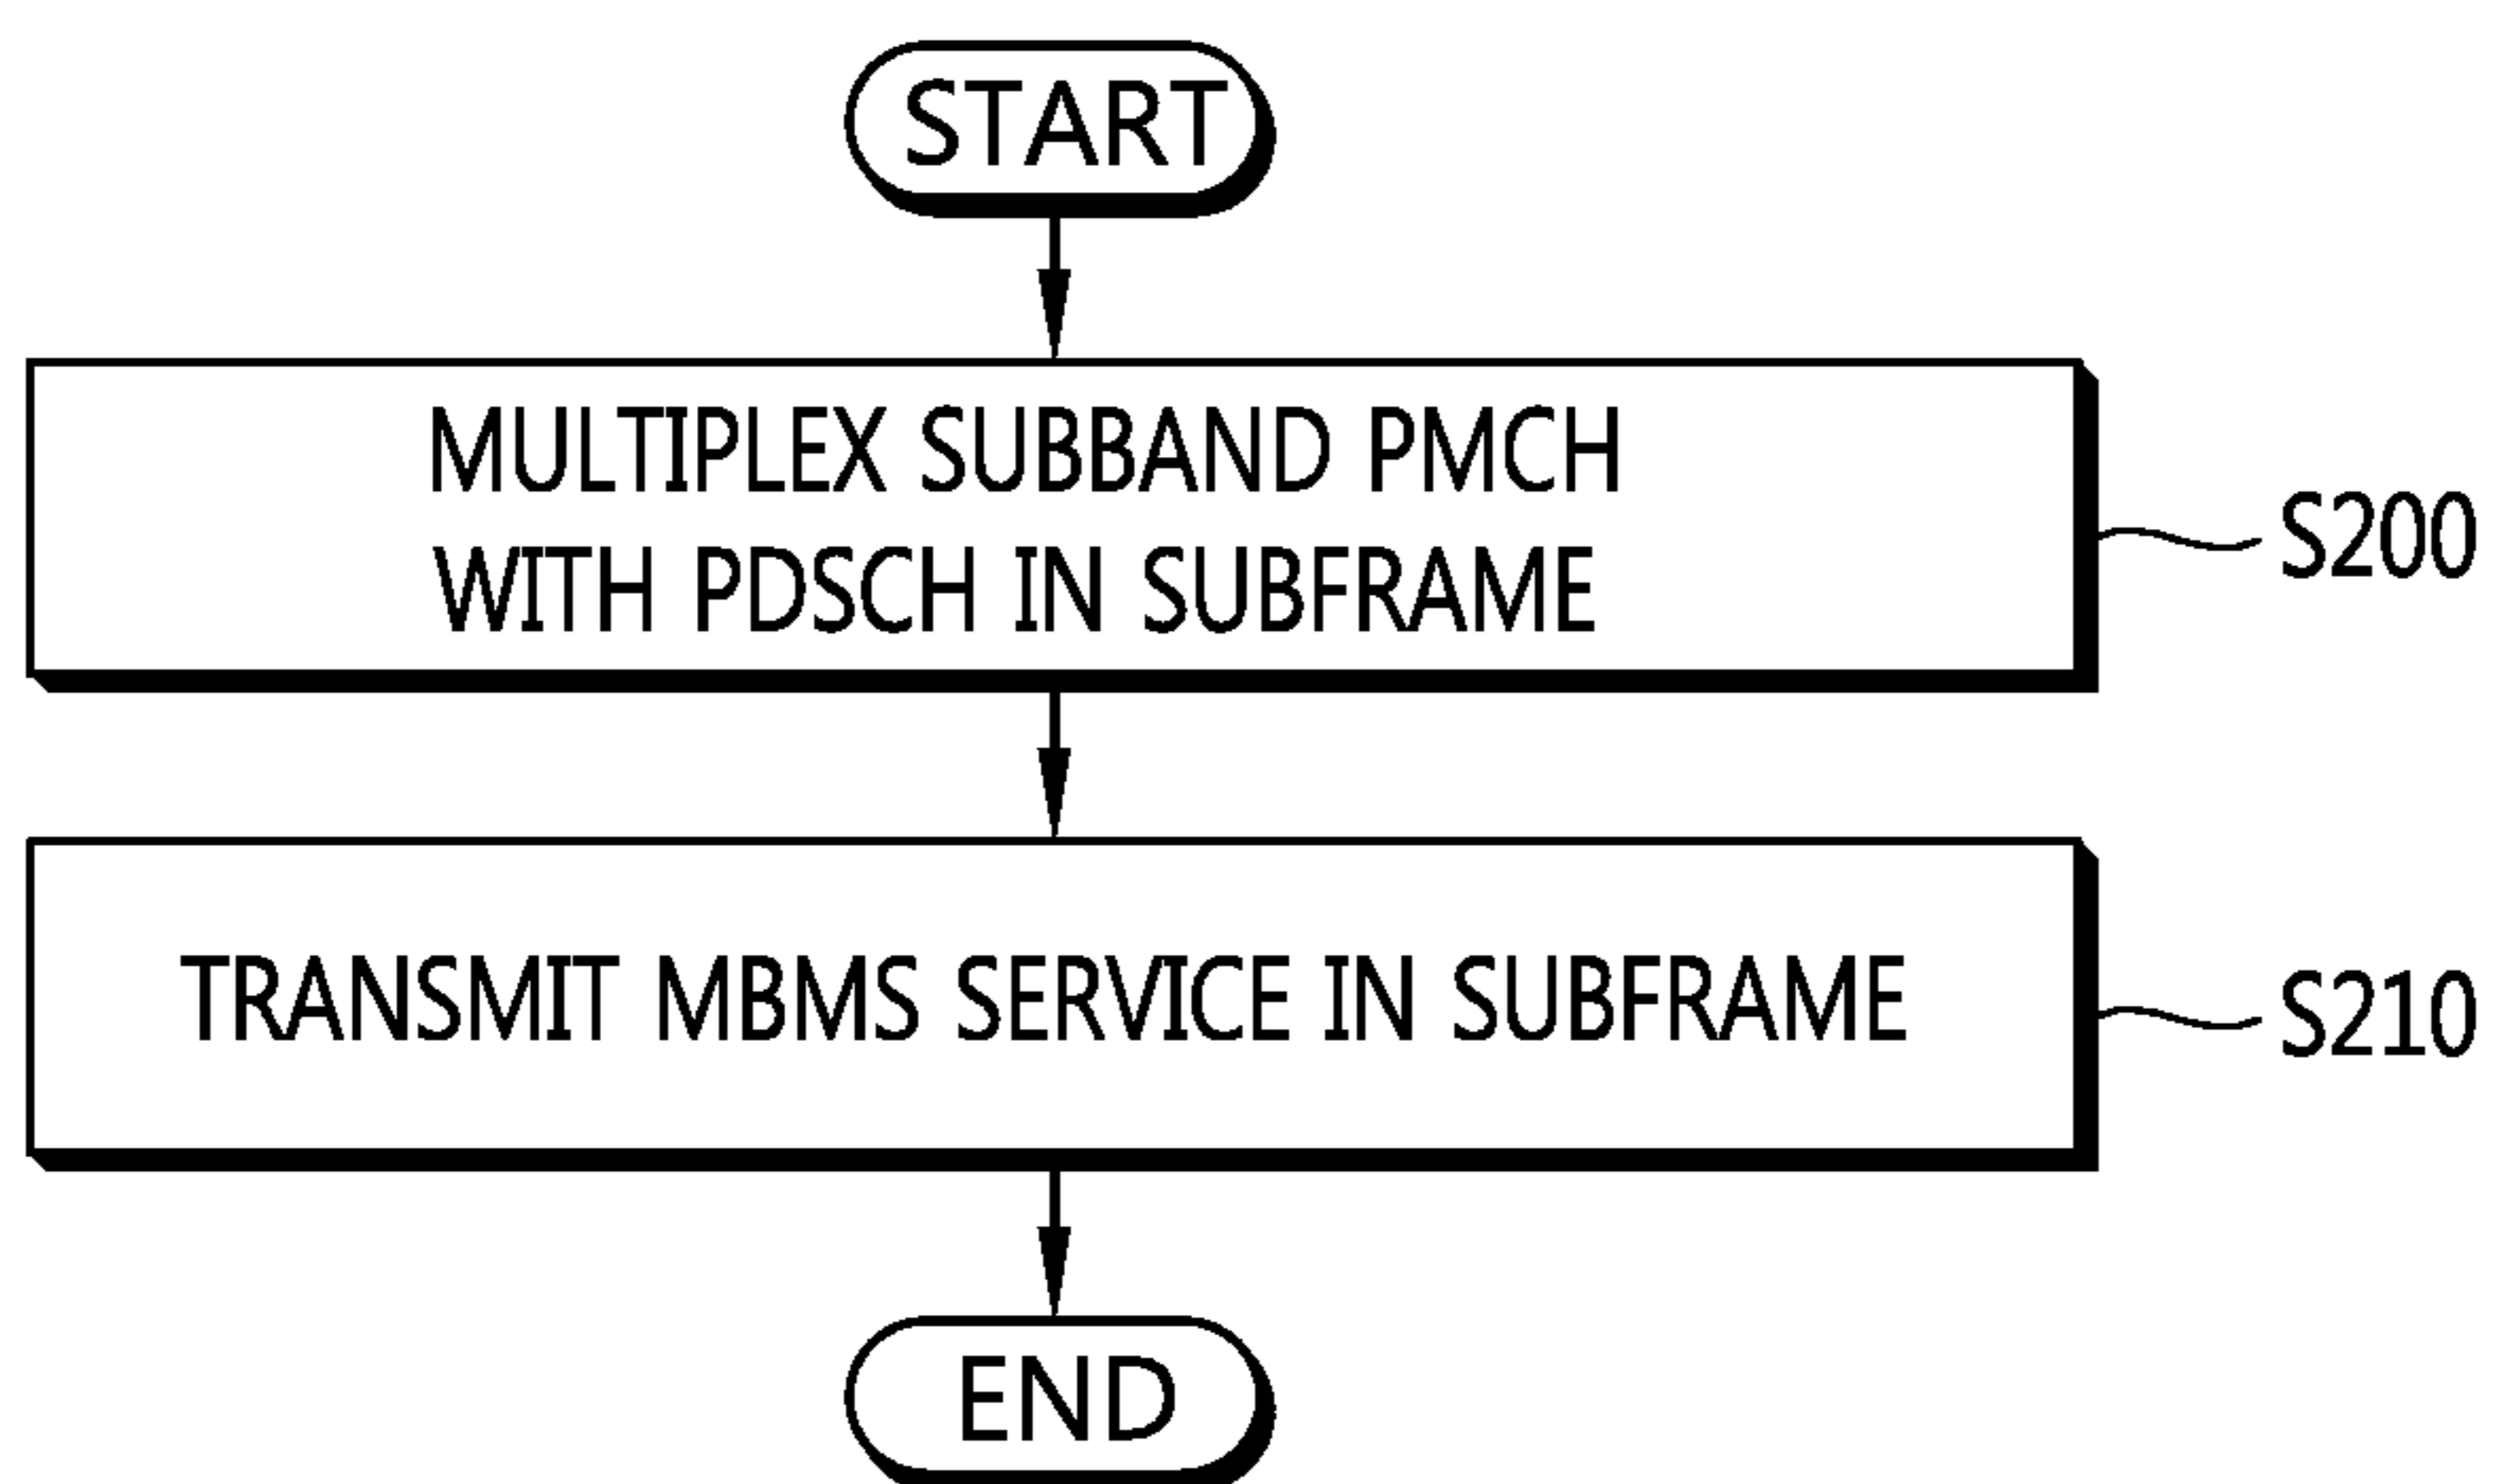 START
MULTIPLEX SUBBAND PMCH
WITH PDSCH IN SUBFRAME
S200
TRANSMIT MBMS SERVICE IN SUBFRAME
S210
END